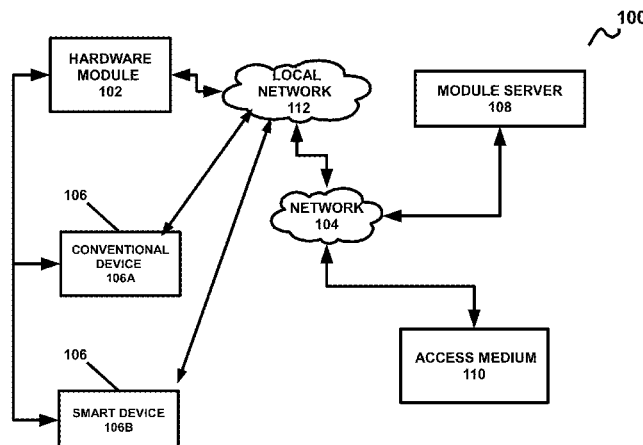 100
HARDWARE
MODULE
102
LOCAL
NETWORK
112
MODULE SERVER
108
106
CONVENTIONAL
DEVICE
106A
NETWORK
104
106
SMART DEVICE
106B
ACCESS MEDIUM
110